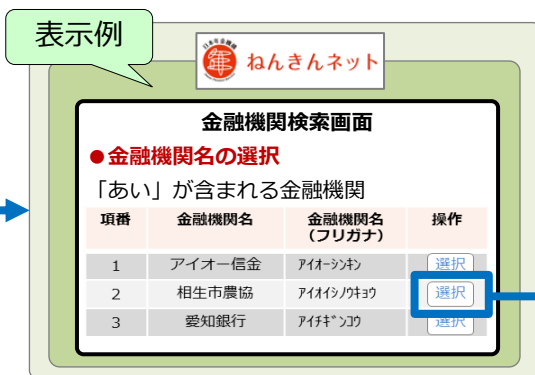 表示例
日本年金機構
年
ねんきんネット
金融機関検索画面
●金融機関名の選択
「あい」が含まれる金融機関
項番 金融機関名 金融機関名（フリガナ） 操作
1 アイオー信金 ｱｲｵｰｼﾝｷﾝ 選択
2 相生市農協 ｱｲｵｲｼﾉｳｷｮｳ 選択
3 愛知銀行 ｱｲﾁｷﾞﾝｺｳ 選択